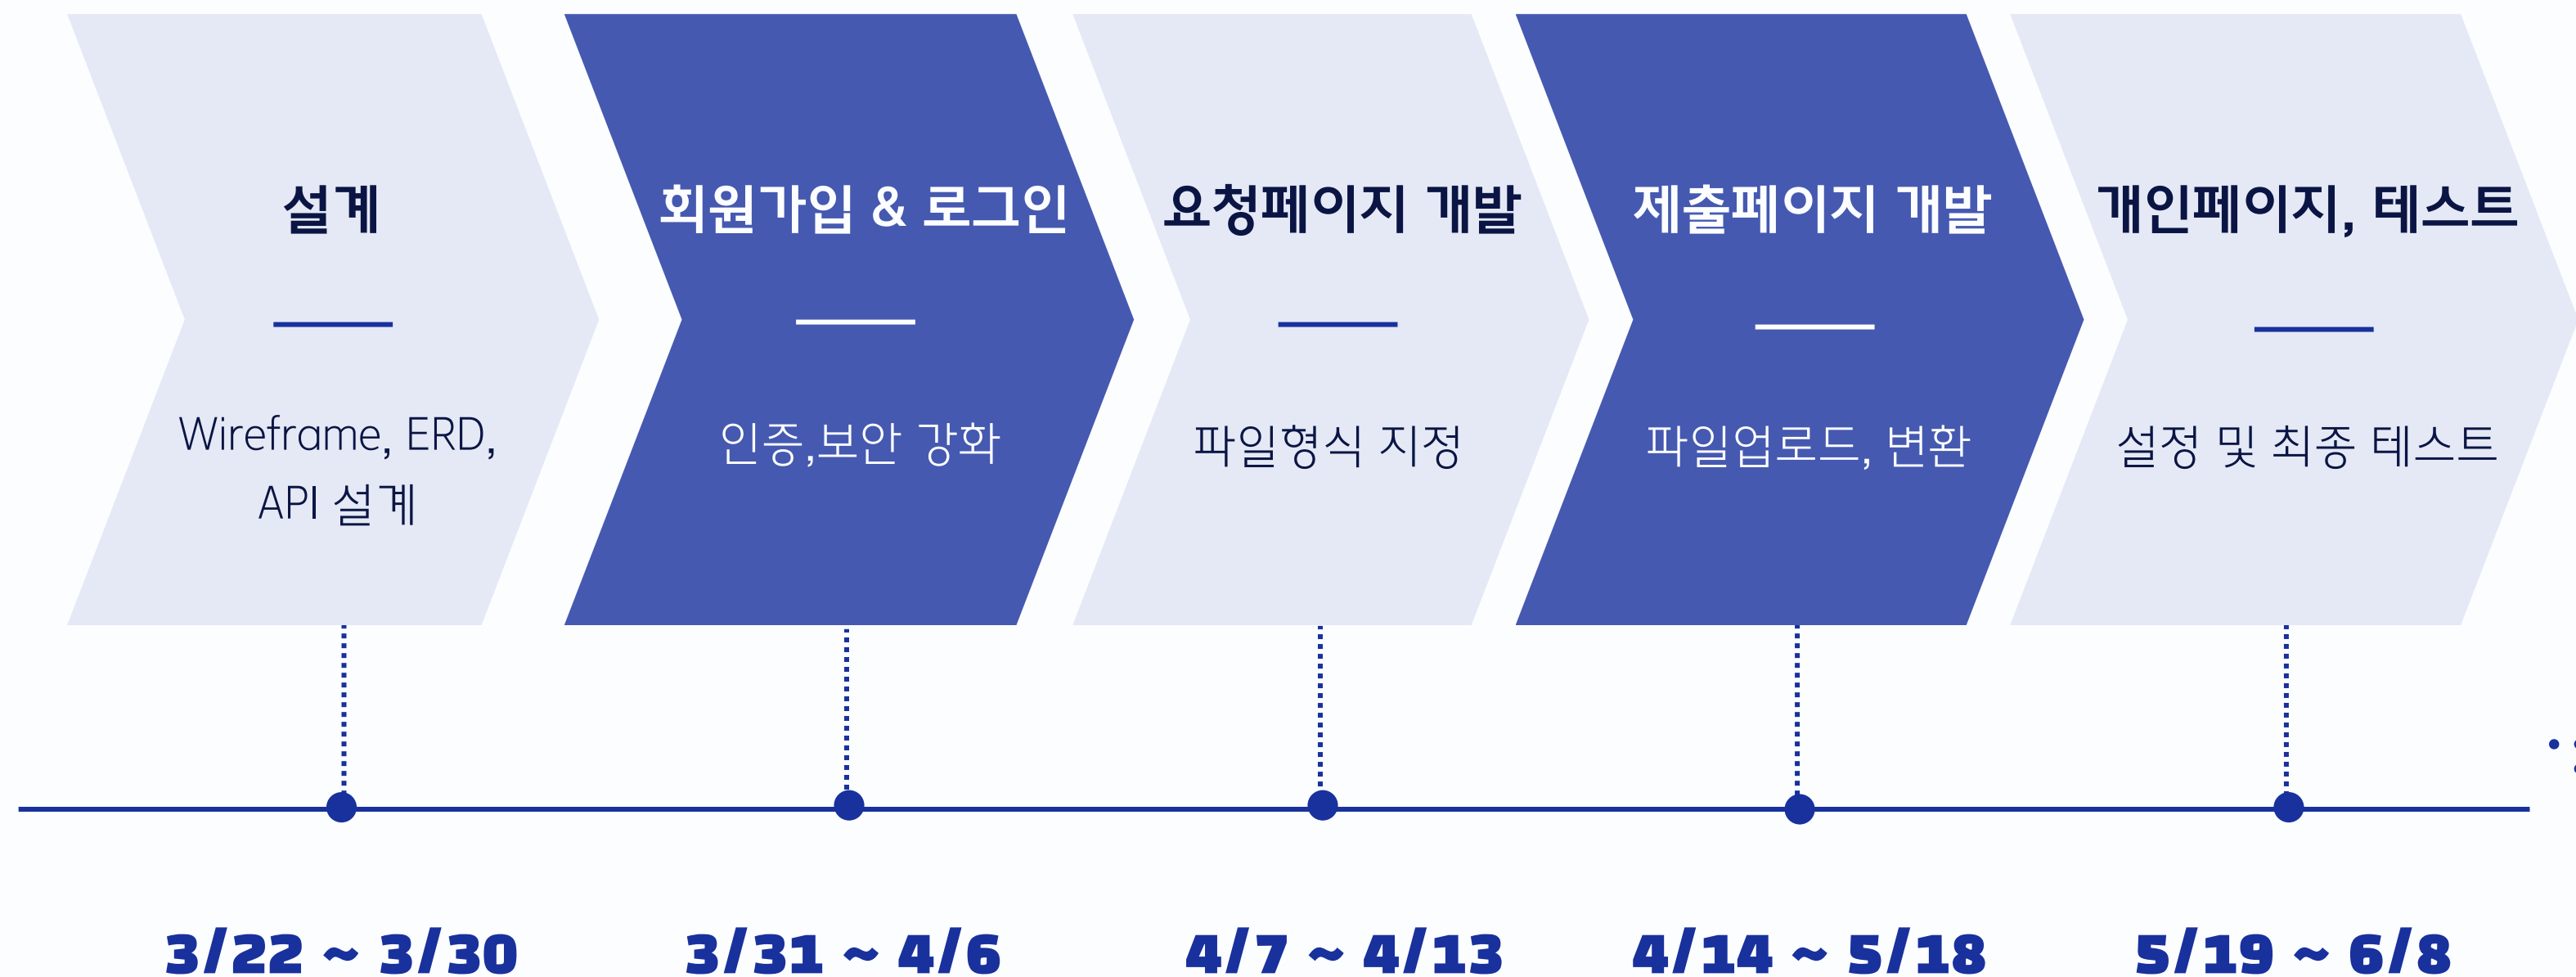 설계
Wireframe, ERD,
API 설계
회원가입 & 로그인
인증,보안 강화
요청페이지 개발
파일형식 지정
제출페이지 개발
파일업로드, 변환
개인페이지, 테스트
설정 및 최종 테스트
3/22 ~ 3/30
3/31 ~ 4/6
4/7 ~ 4/13
4/14 ~ 5/18
5/19 ~ 6/8